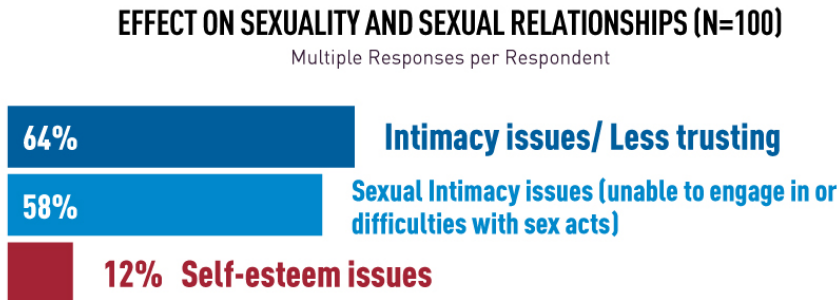 EFFECT ON SEXUALITY AND SEXUAL RELATIONSHIPS (N=100)
Multiple Responses per Respondent
64% Intimacy issues/ Less trusting
58% Sexual Intimacy issues (unable to engage in or
difficulties with sex acts)
12% Self-esteem issues